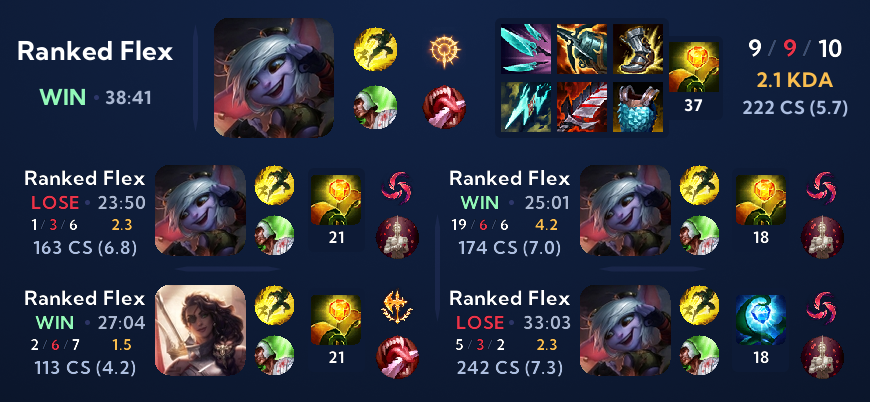 Ranked Flex
WIN • 38:41
37
9 / 9 / 10
2.1 KDA
222 CS (5.7)
Ranked Flex
LOSE • 23:50
1 / 3 / 6 2.3
163 CS (6.8)
21
Ranked Flex
WIN • 25:01
19 / 6 / 6 4.2
174 CS (7.0)
18
Ranked Flex
WIN • 27:04
2 / 6 / 7 1.5
113 CS (4.2)
21
Ranked Flex
LOSE • 33:03
5 / 3 / 2 2.3
242 CS (7.3)
18